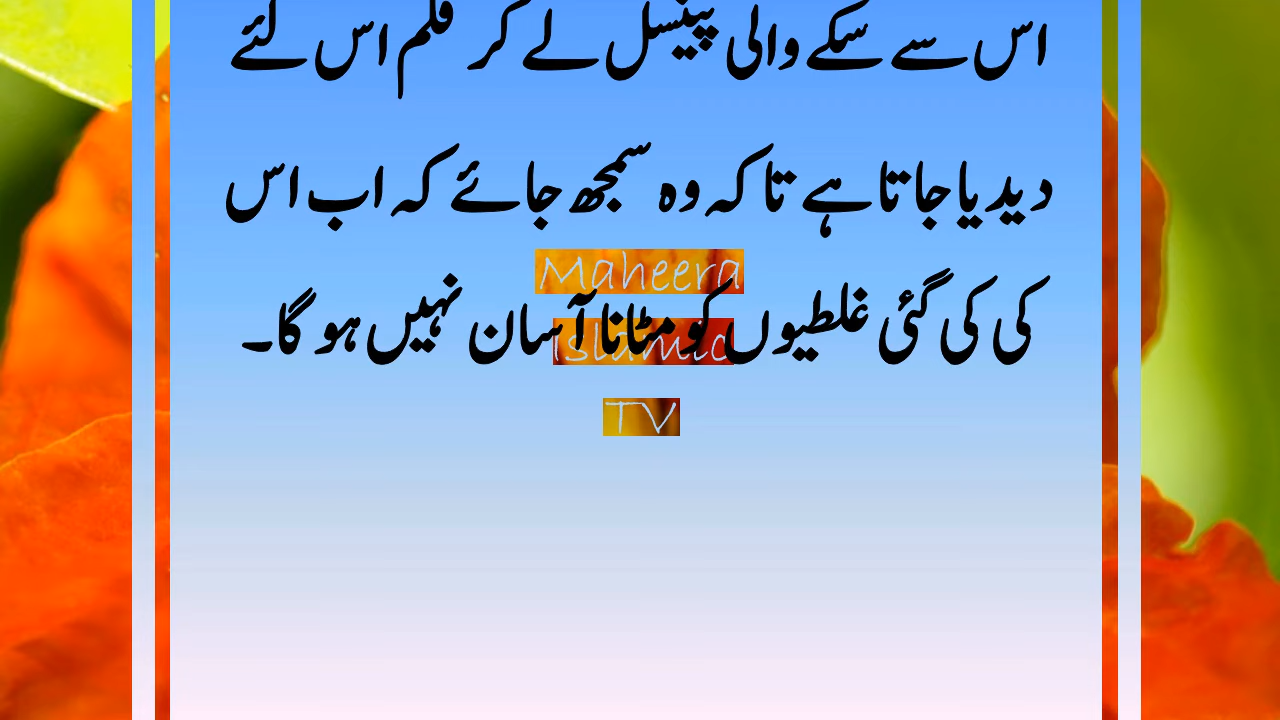 اس سے سکے والی پینسل لے کر قلم اس لئے
دیدیا جاتا ہے تاکہ وہ سمجھ جائے کہ اب اس
Maheera
کی کی گئی غلطیوں کو مٹانا آسان نہیں ہو گا۔
Islamic
TV